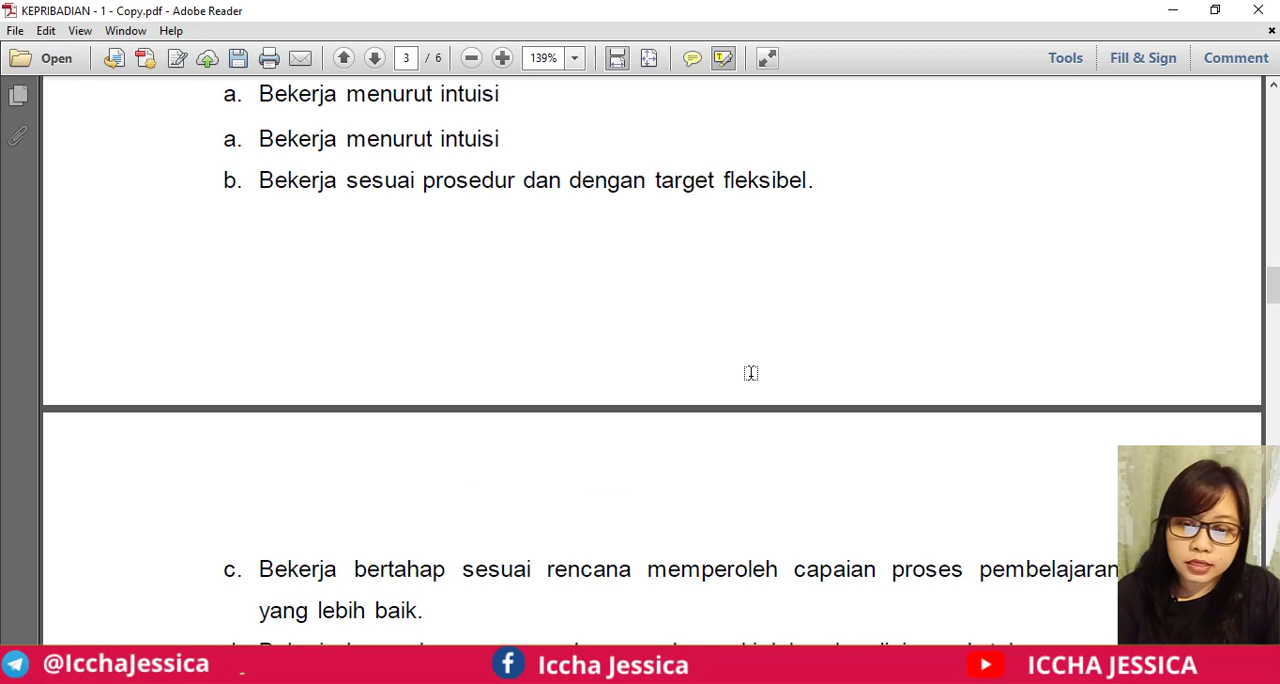 KEPRIBADIAN - 1 - Copy.pdf - Adobe Reader
File Edit View Window Help
Open 3 / 6 139% Tools Fill & Sign Comment
a. Bekerja menurut intuisi
a. Bekerja menurut intuisi
b. Bekerja sesuai prosedur dan dengan target fleksibel.
c. Bekerja bertahap sesuai rencana memperoleh capaian proses pembelajaran
yang lebih baik.
@IcchaJessica Iccha Jessica ICCHA JESSICA